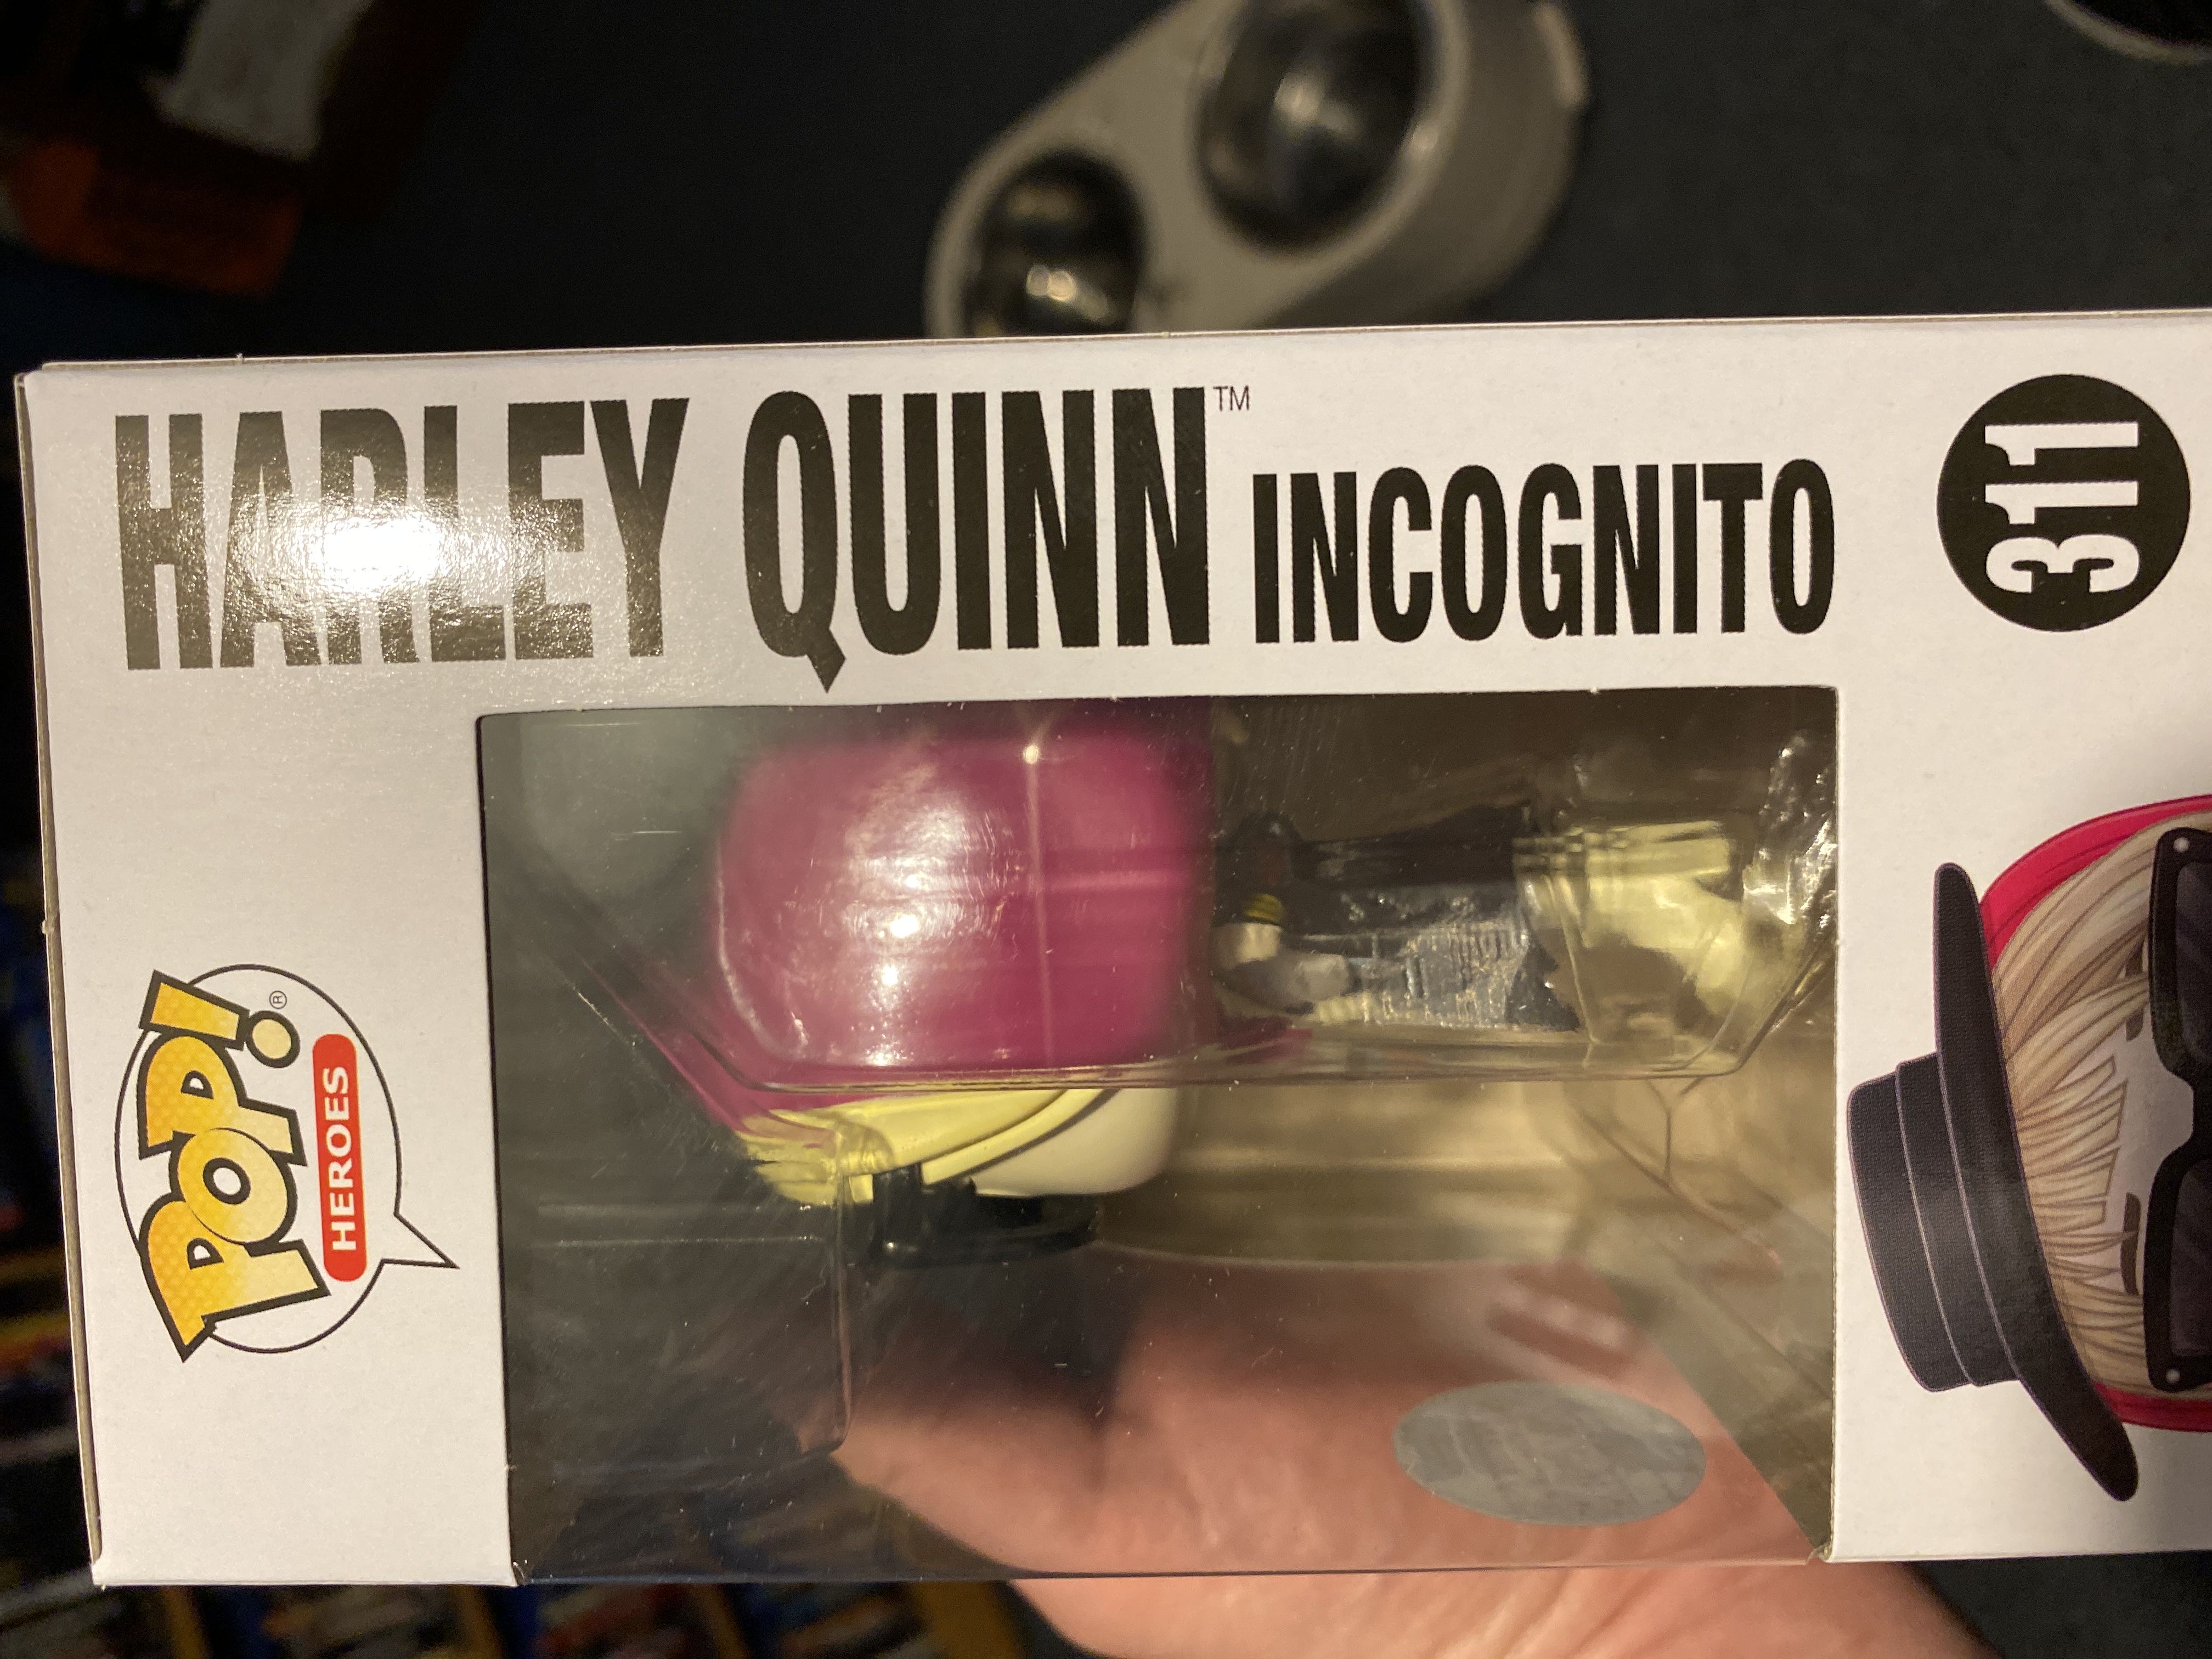 HARLEY QUINN™ INCOGNITO
311
POP!®
HEROES